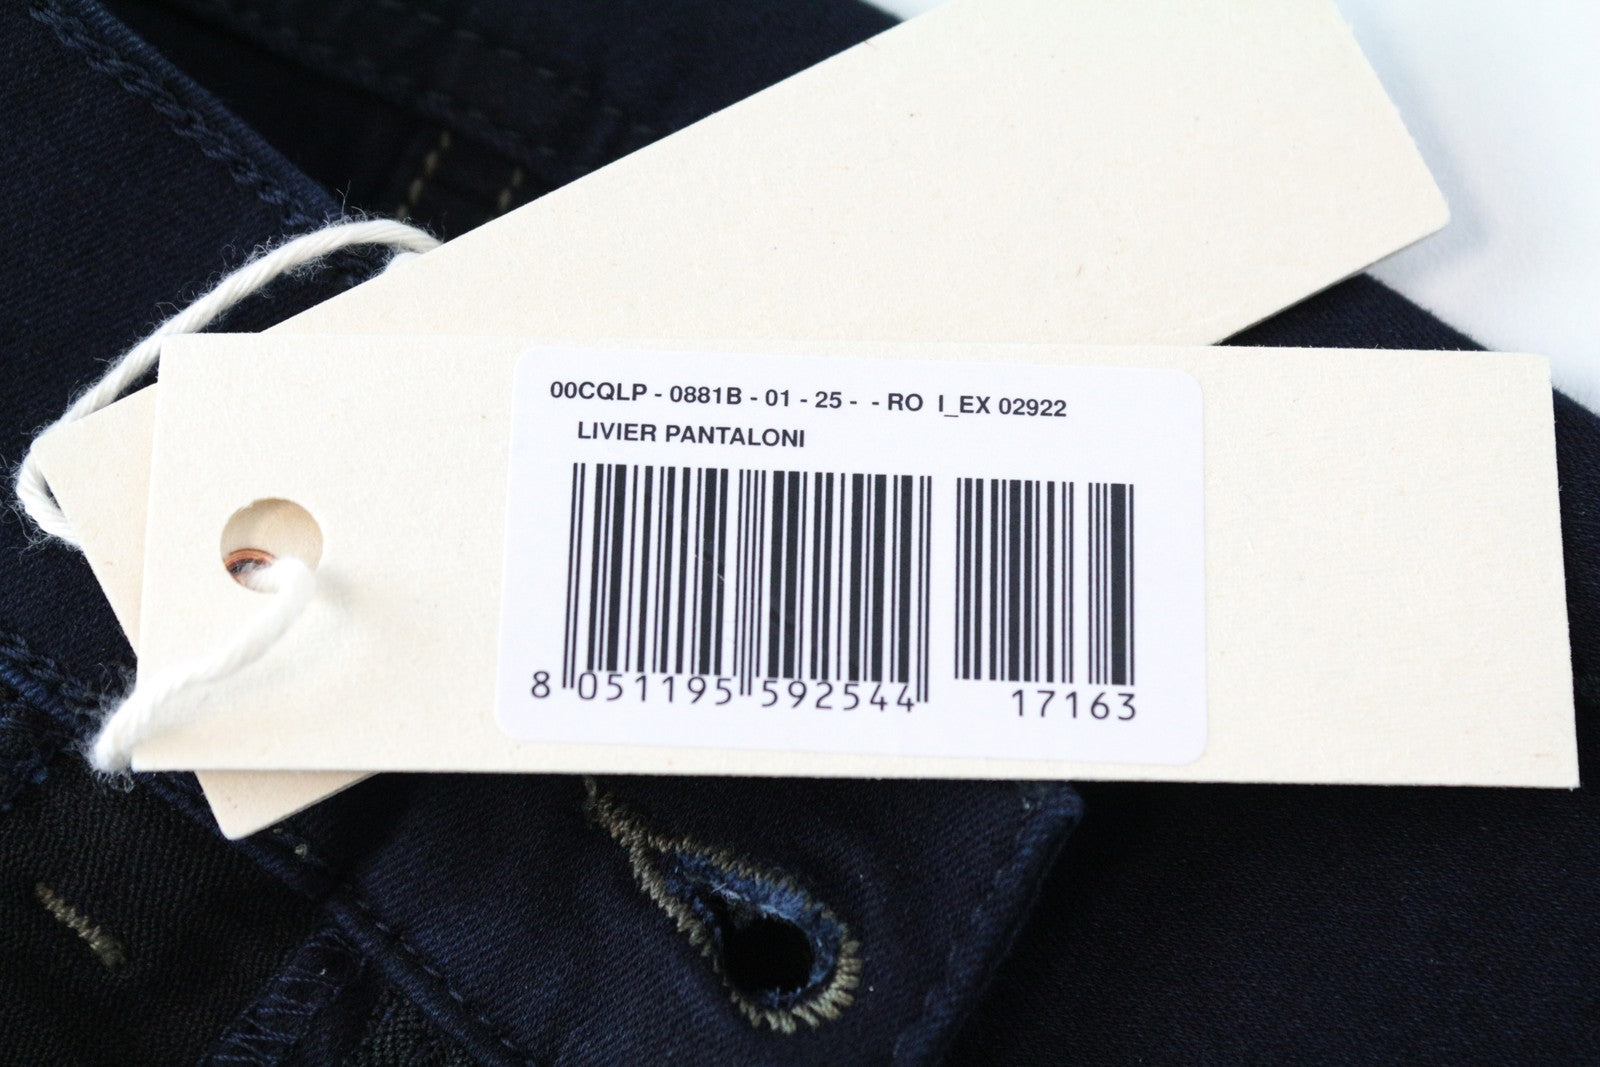 00CQLP - 0881B - 01 - 25 -  - RO  I_EX 02922
LIVIER PANTALONI
8 051195 592544 17163